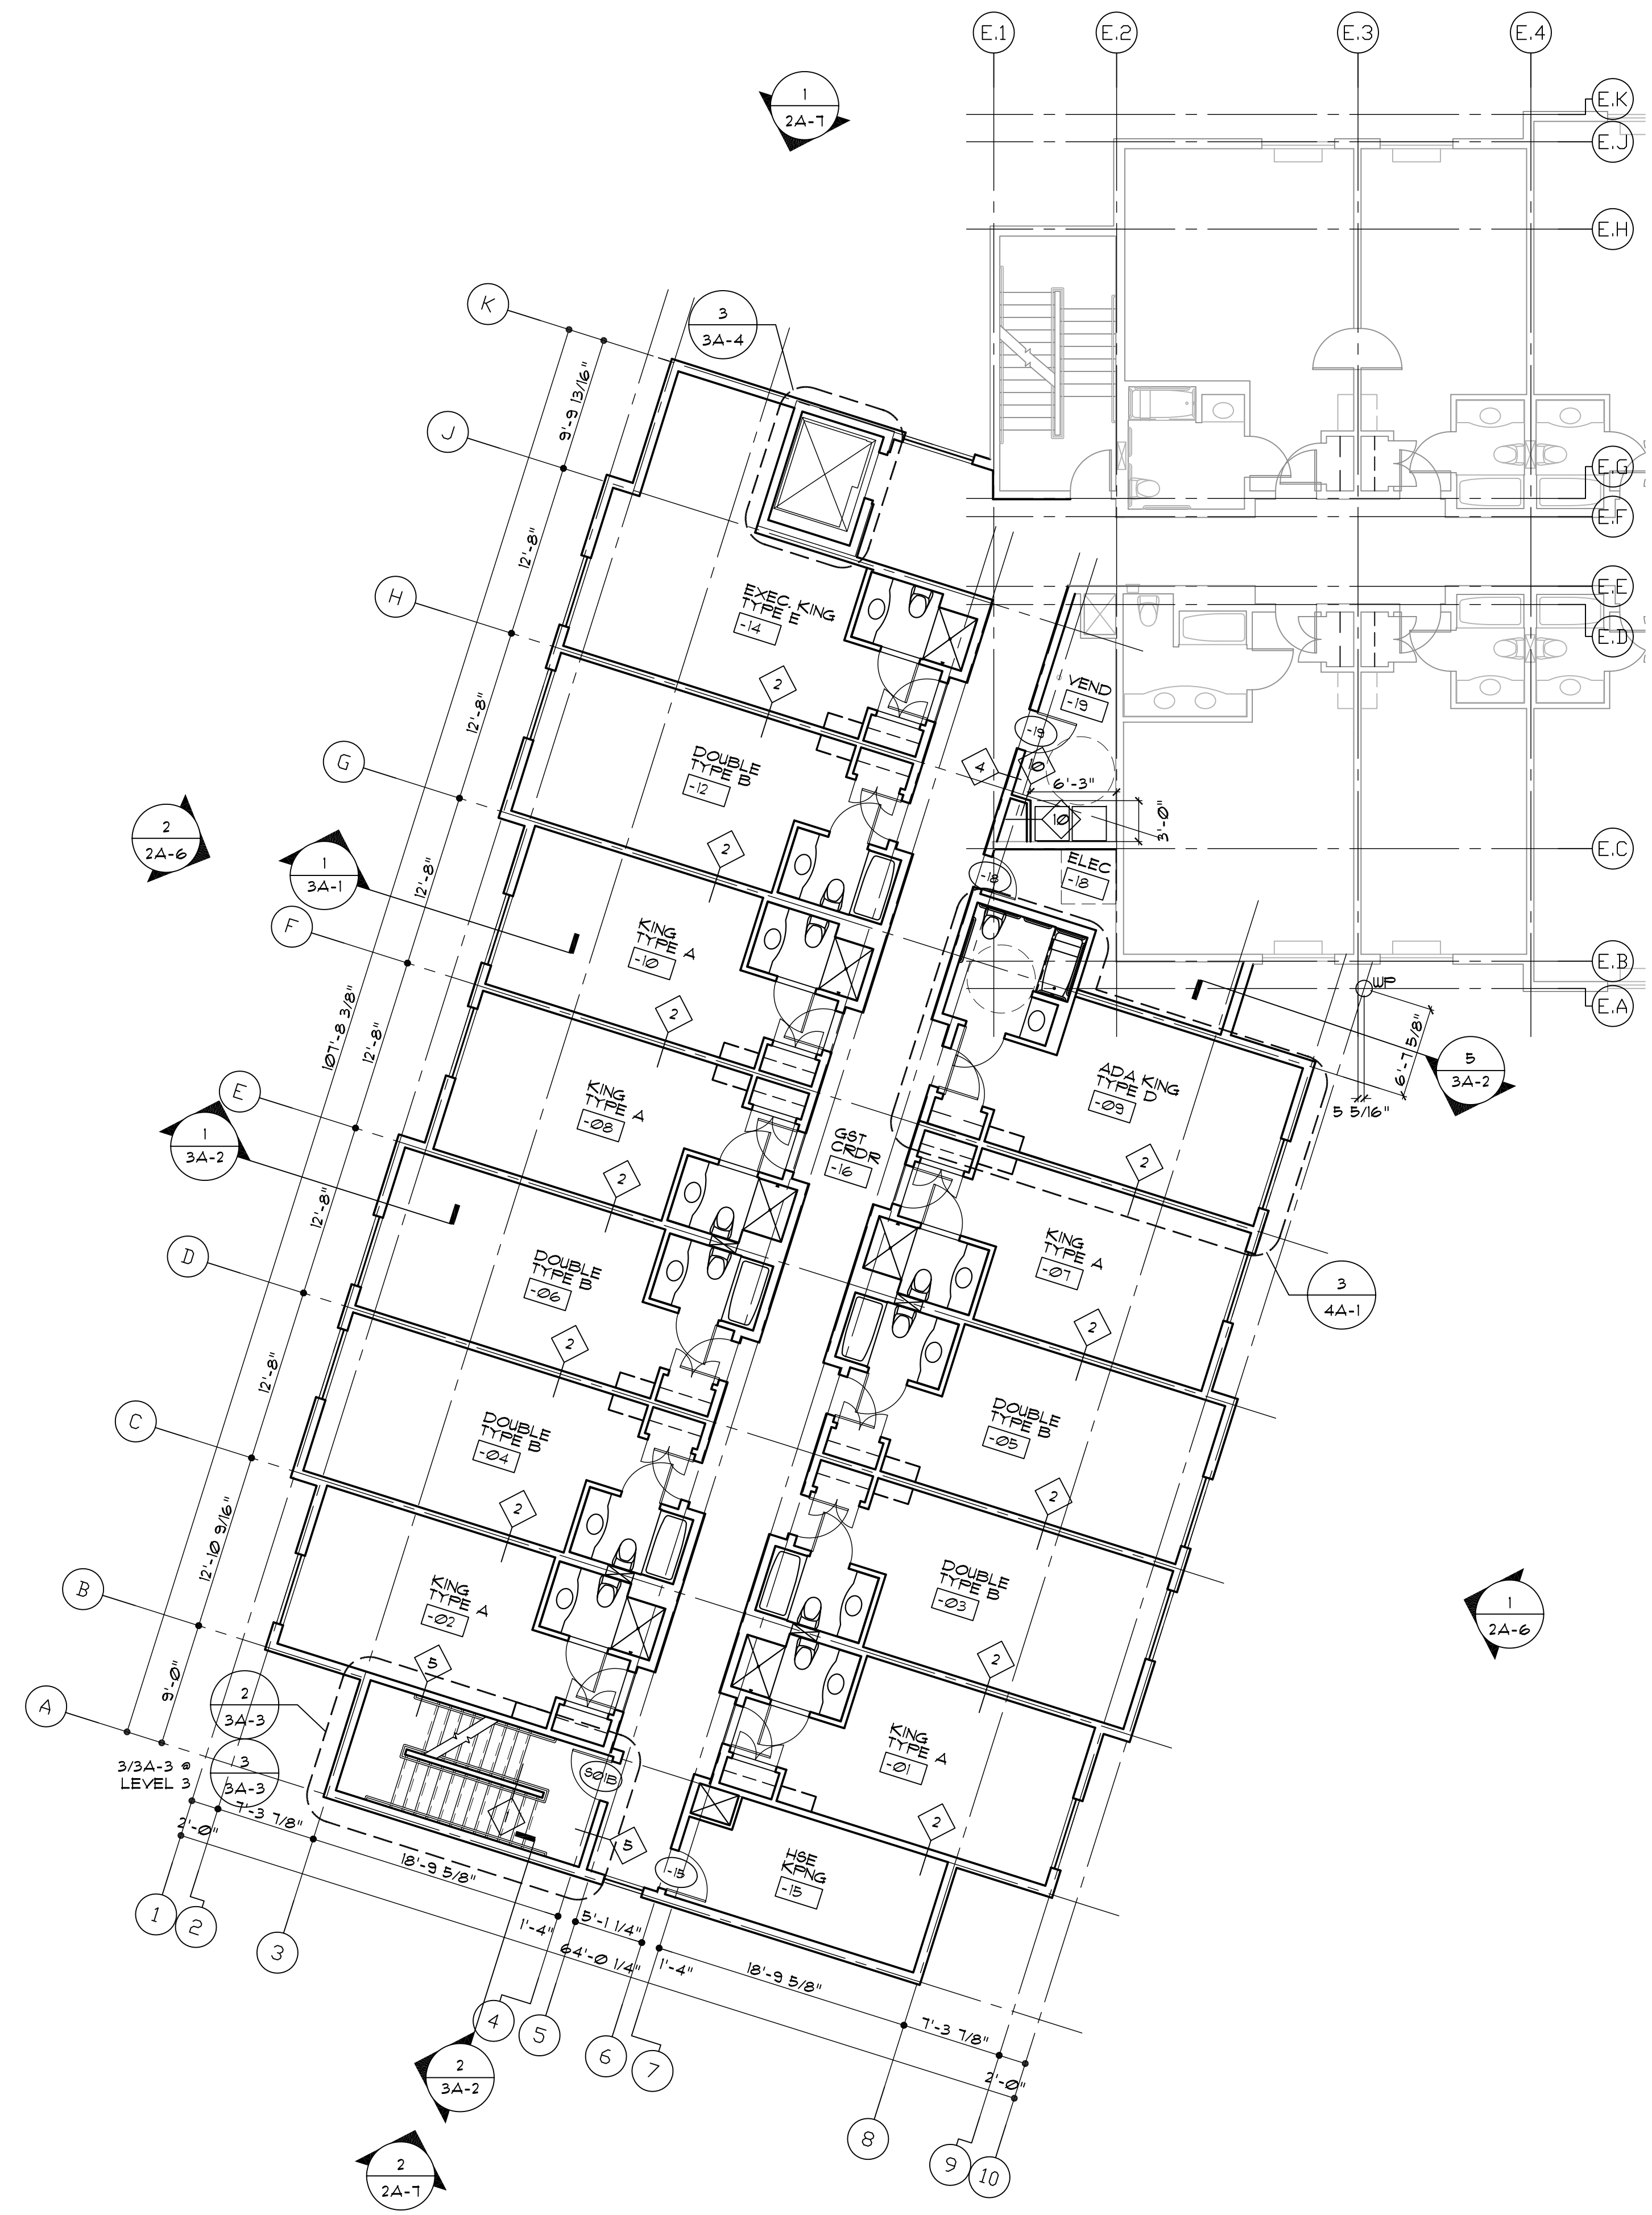 E.1
E.2
E.3
E.4
1
2A-7
E.K
E.J
E.H
K
3
3A-4
9'-9 13/16"
J
E.G
E.F
12'-8"
H
EXEC. KING
TYPE E
-14
E.E
E.D
2
VEND
-19
-19
12'-8"
G
DOUBLE
TYPE B
-12
4
10
6'-3"
10
3'-0"
2
2A-6
1
3A-1
2
ELEC
-18
-18
E.C
12'-8"
F
KING
TYPE A
-10
E.B
WP
E.A
2
107'-8 3/8"
12'-8"
6'-7 5/8"
5
3A-2
5 5/16"
E
KING
TYPE A
-08
ADA KING
TYPE D
-09
1
3A-2
GST
CRDR
-16
2
2
12'-8"
D
DOUBLE
TYPE B
-06
KING
TYPE A
-07
3
4A-1
2
2
12'-8"
C
DOUBLE
TYPE B
-04
DOUBLE
TYPE B
-05
2
2
12'-10 9/16"
B
KING
TYPE A
-02
DOUBLE
TYPE B
-03
1
2A-6
5
2
9'-0"
A
2
3A-3
3/3A-3 @
LEVEL 3
3
3A-3
S01B
KING
TYPE A
-01
2
5
7'-3 7/8"
2'-0"
18'-9 5/8"
-15
HSE
KPNG
-15
1
2
3
1'-4"
5'-1 1/4"
64'-0 1/4"
1'-4"
18'-9 5/8"
4
5
6
7
7'-3 7/8"
2'-0"
2
3A-2
8
9
10
2
2A-7